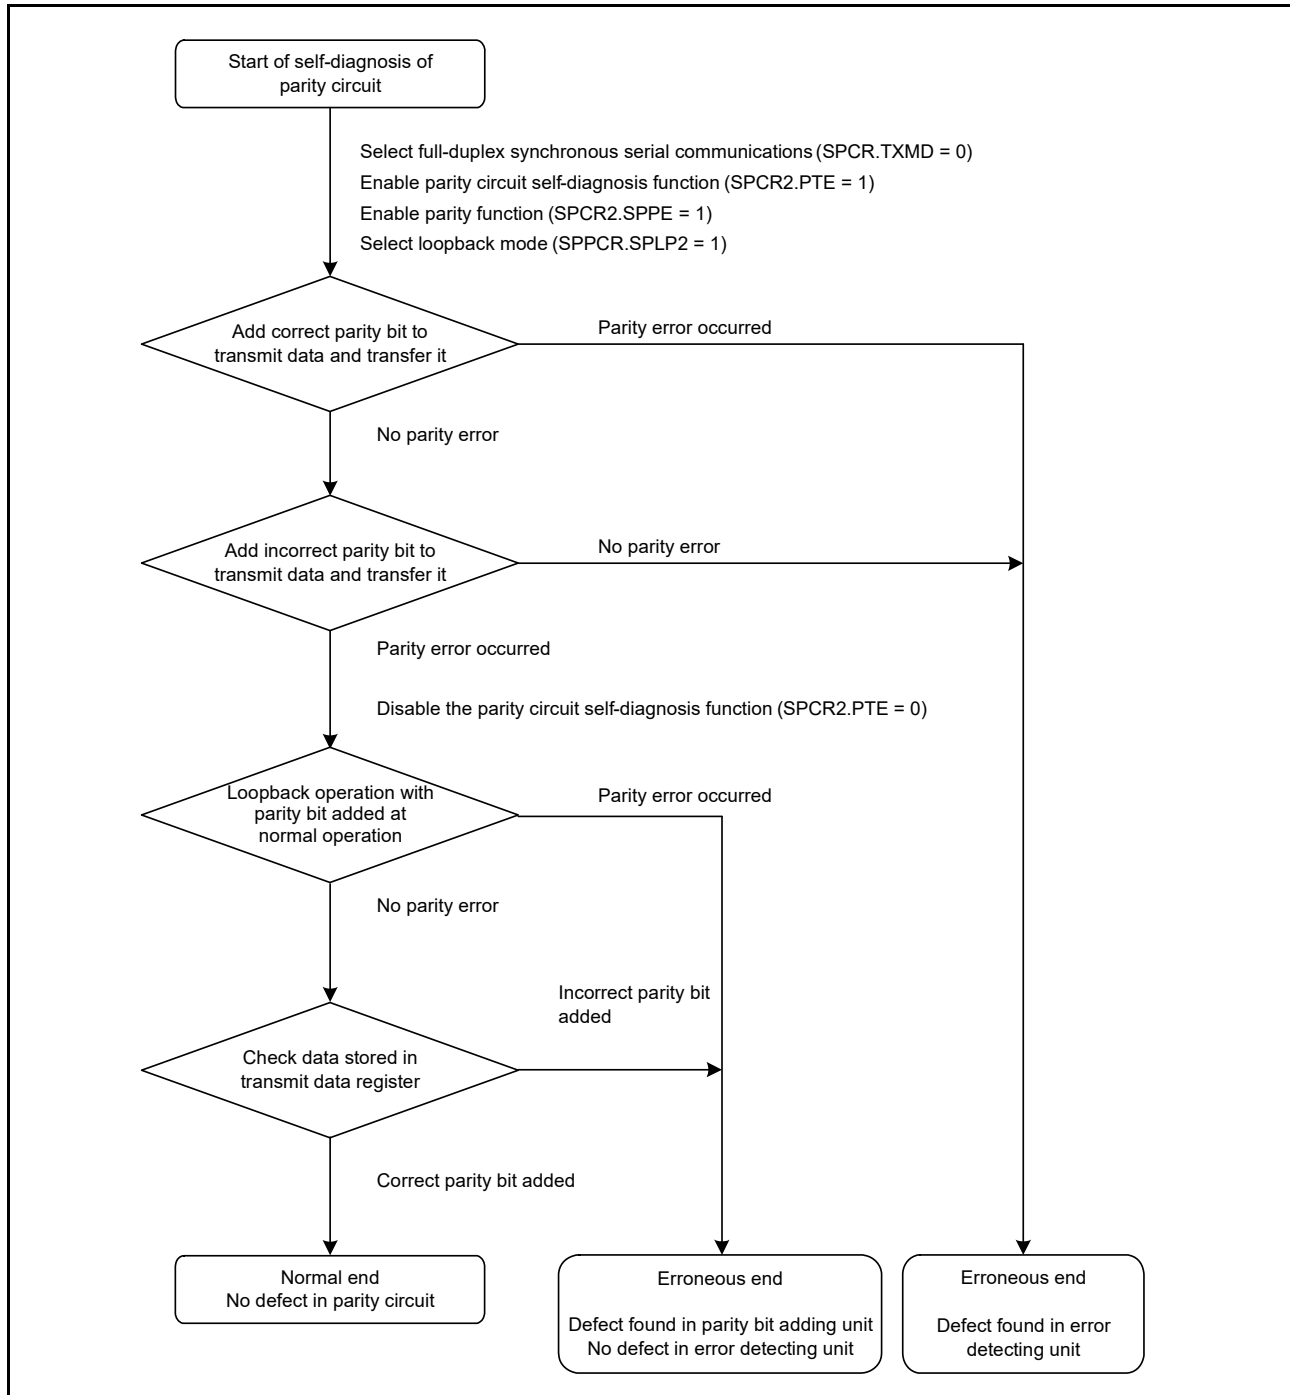 Start of self-diagnosis of
parity circuit
Select full-duplex synchronous serial communications (SPCR.TXMD = 0)
Enable parity circuit self-diagnosis function (SPCR2.PTE = 1)
Enable parity function (SPCR2.SPPE = 1)
Select loopback mode (SPPCR.SPLP2 = 1)
Add correct parity bit to
transmit data and transfer it
Parity error occurred
No parity error
Add incorrect parity bit to
transmit data and transfer it
No parity error
Parity error occurred
Disable the parity circuit self-diagnosis function (SPCR2.PTE = 0)
Loopback operation with
parity bit added at
normal operation
Parity error occurred
No parity error
Incorrect parity bit
added
Check data stored in
transmit data register
Correct parity bit added
Normal end
No defect in parity circuit
Erroneous end
Defect found in parity bit adding unit
No defect in error detecting unit
Erroneous end
Defect found in error
detecting unit